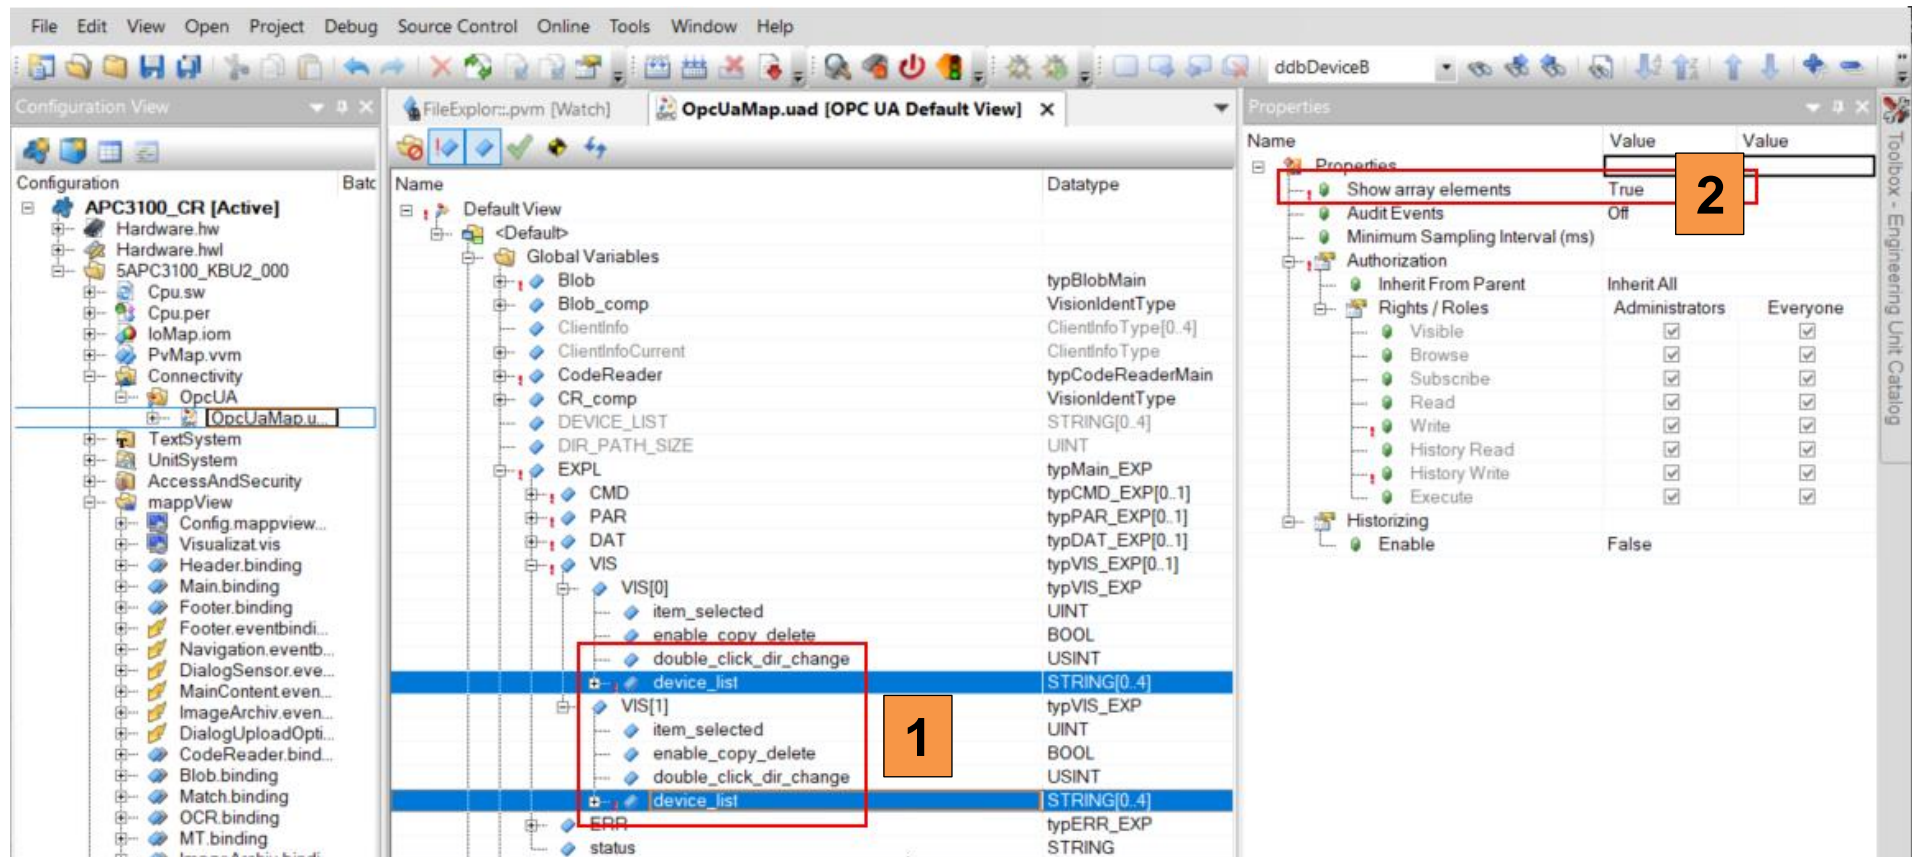 File Edit View Open Project Debug Source Control Online Tools Window Help
ddbDeviceB
Configuration View
Configuration Batc
APC3100_CR [Active]
Hardware.hw
Hardware.hwl
5APC3100_KBU2_000
Cpu.sw
Cpu.per
IoMap.iom
PvMap.vvm
Connectivity
OpcUA
OpcUaMap.u...
TextSystem
UnitSystem
AccessAndSecurity
mappView
Config.mappview...
Visualizat.vis
Header.binding
Main.binding
Footer.binding
Footer.eventbindi...
Navigation.eventb...
DialogSensor.eve...
MainContent.even...
ImageArchiv.even...
DialogUploadOpti...
CodeReader.bind...
Blob.binding
Match.binding
OCR.binding
MT.binding
FileExplor::.pvm [Watch] OpcUaMap.uad [OPC UA Default View]
Name Datatype
Default View
<Default>
Global Variables
Blob typBlobMain
Blob_comp VisionIdentType
ClientInfo ClientInfoType[0..4]
ClientInfoCurrent ClientInfoType
CodeReader typCodeReaderMain
CR_comp VisionIdentType
DEVICE_LIST STRING[0..4]
DIR_PATH_SIZE UINT
EXPL typMain_EXP
CMD typCMD_EXP[0..1]
PAR typPAR_EXP[0..1]
DAT typDAT_EXP[0..1]
VIS typVIS_EXP[0..1]
VIS[0] typVIS_EXP
item_selected UINT
enable_copy_delete BOOL
double_click_dir_change USINT
device_list STRING[0..4]
VIS[1] typVIS_EXP
item_selected UINT
enable_copy_delete BOOL
double_click_dir_change USINT
device_list STRING[0..4]
ERR typERR_EXP
status STRING
1
Properties
Name Value Value
Properties
Show array elements True
2
Audit Events Off
Minimum Sampling Interval (ms)
Authorization
Inherit From Parent Inherit All
Rights / Roles Administrators Everyone
Visible
Browse
Subscribe
Read
Write
History Read
History Write
Execute
Historizing
Enable False
Toolbox - Engineering Unit Catalog